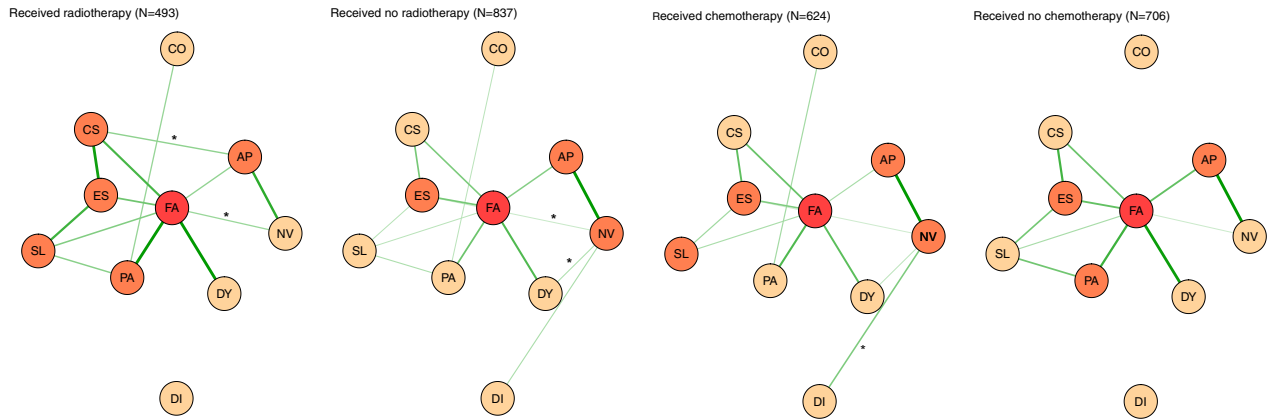 Received radiotherapy (N=493)
CO
CS
*
AP
ES
FA
*
NV
SL
PA
DY
DI
Received no radiotherapy (N=837)
CO
CS
AP
ES
FA
*
NV
SL
*
PA
DY
DI
Received chemotherapy (N=624)
CO
CS
AP
ES
FA
NV
SL
PA
DY
*
DI
Received no chemotherapy (N=706)
CO
CS
AP
ES
FA
NV
SL
PA
DY
DI